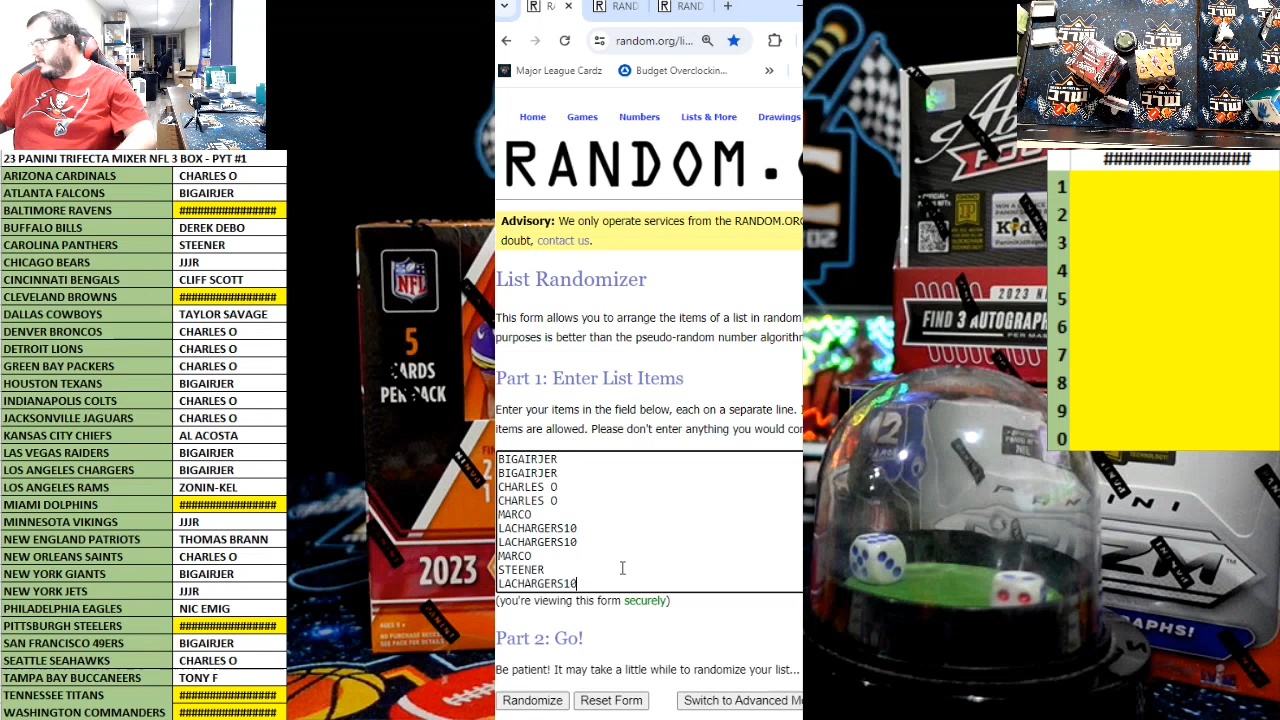 23 PANINI TRIFECTA MIXER NFL 3 BOX - PYT #1
ARIZONA CARDINALS CHARLES O
ATLANTA FALCONS BIGAIRJER
BALTIMORE RAVENS ################
BUFFALO BILLS DEREK DEBO
CAROLINA PANTHERS STEENER
CHICAGO BEARS JJJR
CINCINNATI BENGALS CLIFF SCOTT
CLEVELAND BROWNS ################
DALLAS COWBOYS TAYLOR SAVAGE
DENVER BRONCOS CHARLES O
DETROIT LIONS CHARLES O
GREEN BAY PACKERS CHARLES O
HOUSTON TEXANS BIGAIRJER
INDIANAPOLIS COLTS CHARLES O
JACKSONVILLE JAGUARS CHARLES O
KANSAS CITY CHIEFS AL ACOSTA
LAS VEGAS RAIDERS BIGAIRJER
LOS ANGELES CHARGERS BIGAIRJER
LOS ANGELES RAMS ZONIN-KEL
MIAMI DOLPHINS ################
MINNESOTA VIKINGS JJJR
NEW ENGLAND PATRIOTS THOMAS BRANN
NEW ORLEANS SAINTS CHARLES O
NEW YORK GIANTS BIGAIRJER
NEW YORK JETS JJJR
PHILADELPHIA EAGLES NIC EMIG
PITTSBURGH STEELERS ################
SAN FRANCISCO 49ERS BIGAIRJER
SEATTLE SEAHAWKS CHARLES O
TAMPA BAY BUCCANEERS TONY F
TENNESSEE TITANS ################
WASHINGTON COMMANDERS ################
NFL
5
CARDS
PER PACK
2023
RAND
RAND
random.org/li...
Major League Cardz
Budget Overclockin...
Home Games Numbers Lists & More Drawings
RANDOM.
Advisory: We only operate services from the RANDOM.ORG
doubt, contact us.
List Randomizer
This form allows you to arrange the items of a list in random
purposes is better than the pseudo-random number algorithm
Part 1: Enter List Items
Enter your items in the field below, each on a separate line.
items are allowed. Please don't enter anything you would
BIGAIRJER
BIGAIRJER
CHARLES O
CHARLES O
MARCO
LACHARGERS10
LACHARGERS10
MARCO
STEENER
LACHARGERS10
(you're viewing this form securely)
Part 2: Go!
Be patient! It may take a little while to randomize your list...
Randomize
Reset Form
Switch to Advanced
2023
FIND 3 AUTOGRAPH
###############
1
2
3
4
5
6
7
8
9
0